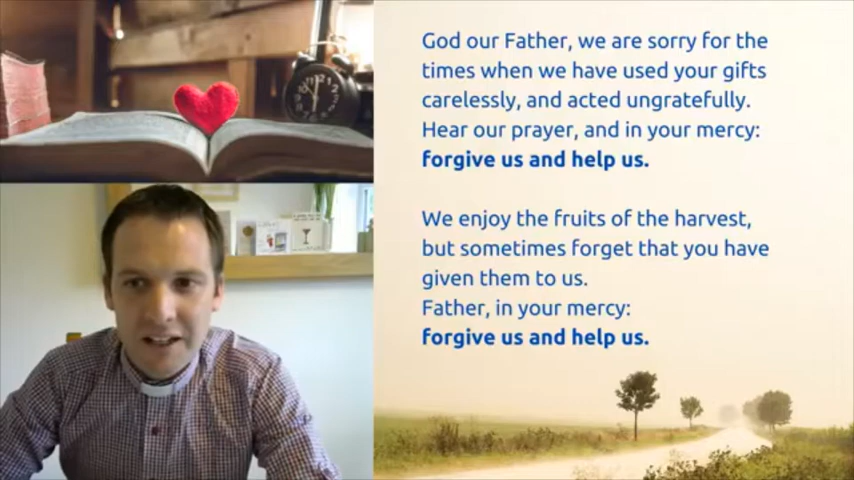 God our Father, we are sorry for the
times when we have used your gifts
carelessly, and acted ungratefully.
Hear our prayer, and in your mercy:
forgive us and help us.
We enjoy the fruits of the harvest,
but sometimes forget that you have
given them to us.
Father, in your mercy:
forgive us and help us.